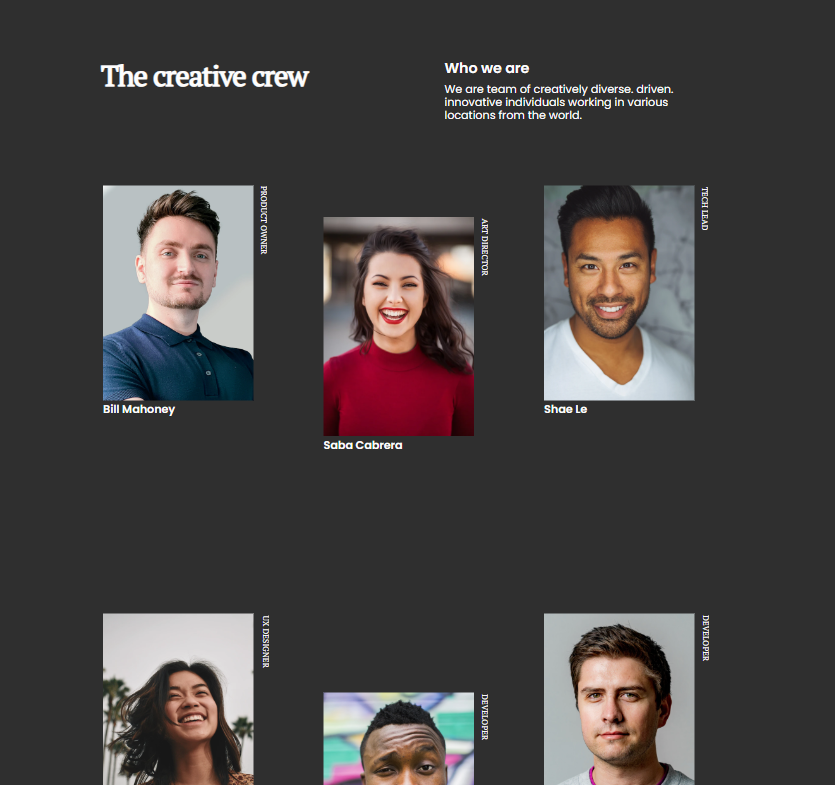 The creative crew
Who we are
We are team of creatively diverse. driven.
innovative individuals working in various
locations from the world.
PRODUCT OWNER
Bill Mahoney
ART DIRECTOR
Saba Cabrera
TECH LEAD
Shae Le
UX DESIGNER
DEVELOPER
DEVELOPER